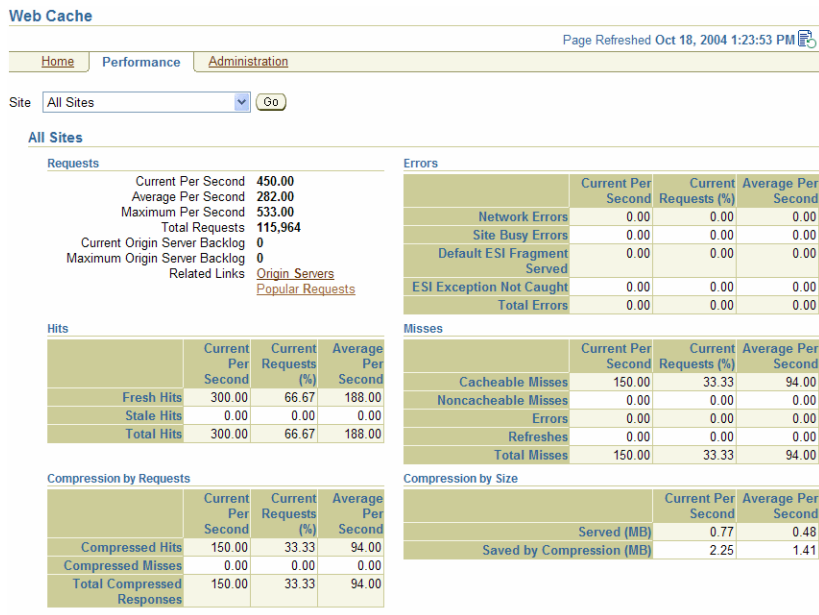 Web Cache
Page Refreshed Oct 18, 2004 1:23:53 PM
Home Performance Administration
Site All Sites Go
All Sites
Requests
Current Per Second 450.00
Average Per Second 282.00
Maximum Per Second 533.00
Total Requests 115,964
Current Origin Server Backlog 0
Maximum Origin Server Backlog 0
Related Links Origin Servers
Popular Requests
Errors
Current Per Current Average Per
Second Requests (%) Second
Network Errors 0.00 0.00 0.00
Site Busy Errors 0.00 0.00 0.00
Default ESI Fragment 0.00 0.00 0.00
Served
ESI Exception Not Caught 0.00 0.00 0.00
Total Errors 0.00 0.00 0.00
Hits
Current Current Average
Per Requests Per
Second (%) Second
Fresh Hits 300.00 66.67 188.00
Stale Hits 0.00 0.00 0.00
Total Hits 300.00 66.67 188.00
Misses
Current Per Current Average Per
Second Requests (%) Second
Cacheable Misses 150.00 33.33 94.00
Noncacheable Misses 0.00 0.00 0.00
Errors 0.00 0.00 0.00
Refreshes 0.00 0.00 0.00
Total Misses 150.00 33.33 94.00
Compression by Requests
Current Current Average
Per Requests Per
Second (%) Second
Compressed Hits 150.00 33.33 94.00
Compressed Misses 0.00 0.00 0.00
Total Compressed 150.00 33.33 94.00
Responses
Compression by Size
Current Per Average Per
Second Second
Served (MB) 0.77 0.48
Saved by Compression (MB) 2.25 1.41